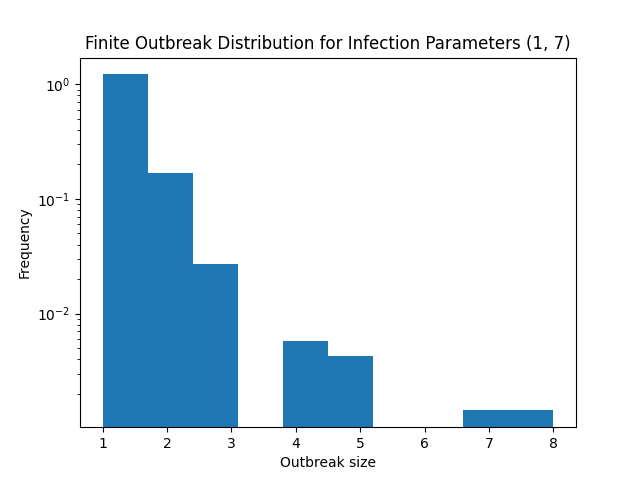 Finite Outbreak Distribution for Infection Parameters (1, 7)
10⁰
10⁻¹
10⁻²
Frequency
1 2 3 4 5 6 7 8
Outbreak size